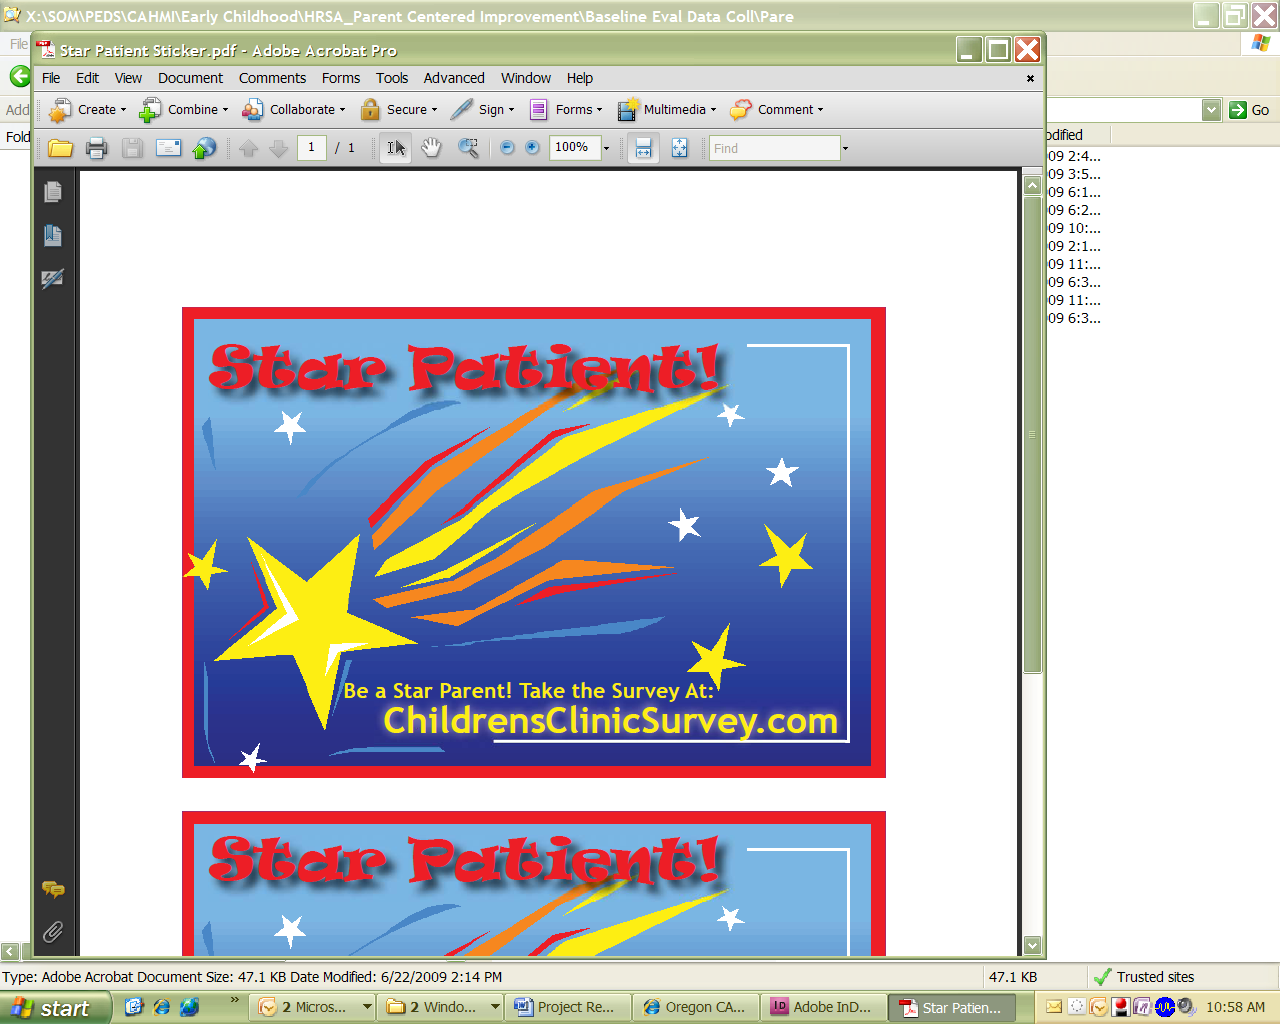 X:\SOM\PEDS\CAHMI\Early Childhood\HRSA_Parent Centered Improvement\Baseline Eval Data Coll\Pare
File
Star Patient Sticker.pdf - Adobe Acrobat Pro
File Edit View Document Comments Forms Tools Advanced Window Help
Add
Create Combine Collaborate Secure Sign Forms Multimedia Comment
Go
Fold
1 / 1 100% Find
odified
09 2:4...
09 3:5...
09 6:1...
09 6:2...
09 10:...
09 2:1...
09 11:...
09 6:3...
09 11:...
09 6:3...
Star Patient!
Be a Star Parent! Take the Survey At:
ChildrensClinicSurvey.com
Star Patient!
Type: Adobe Acrobat Document Size: 47.1 KB Date Modified: 6/22/2009 2:14 PM 47.1 KB Trusted sites
start » 2 Micros... 2 Windo... Project Re... Oregon CA... Adobe InD... Star Patien... 10:58 AM